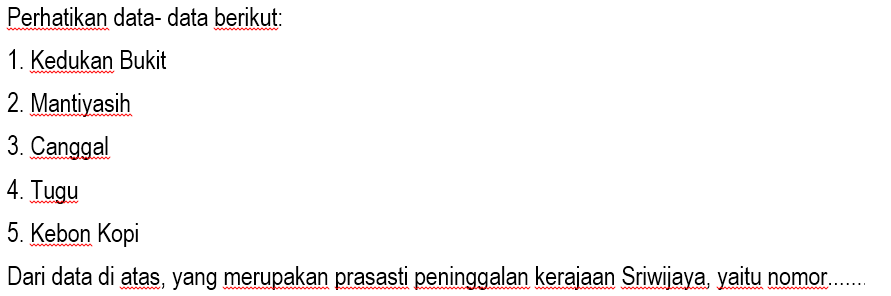 Perhatikan data- data berikut:
1. Kedukan Bukit
2. Mantiyasih
3. Canggal
4. Tugu
5. Kebon Kopi
Dari data di atas, yang merupakan prasasti peninggalan kerajaan Sriwijaya, yaitu nomor.......